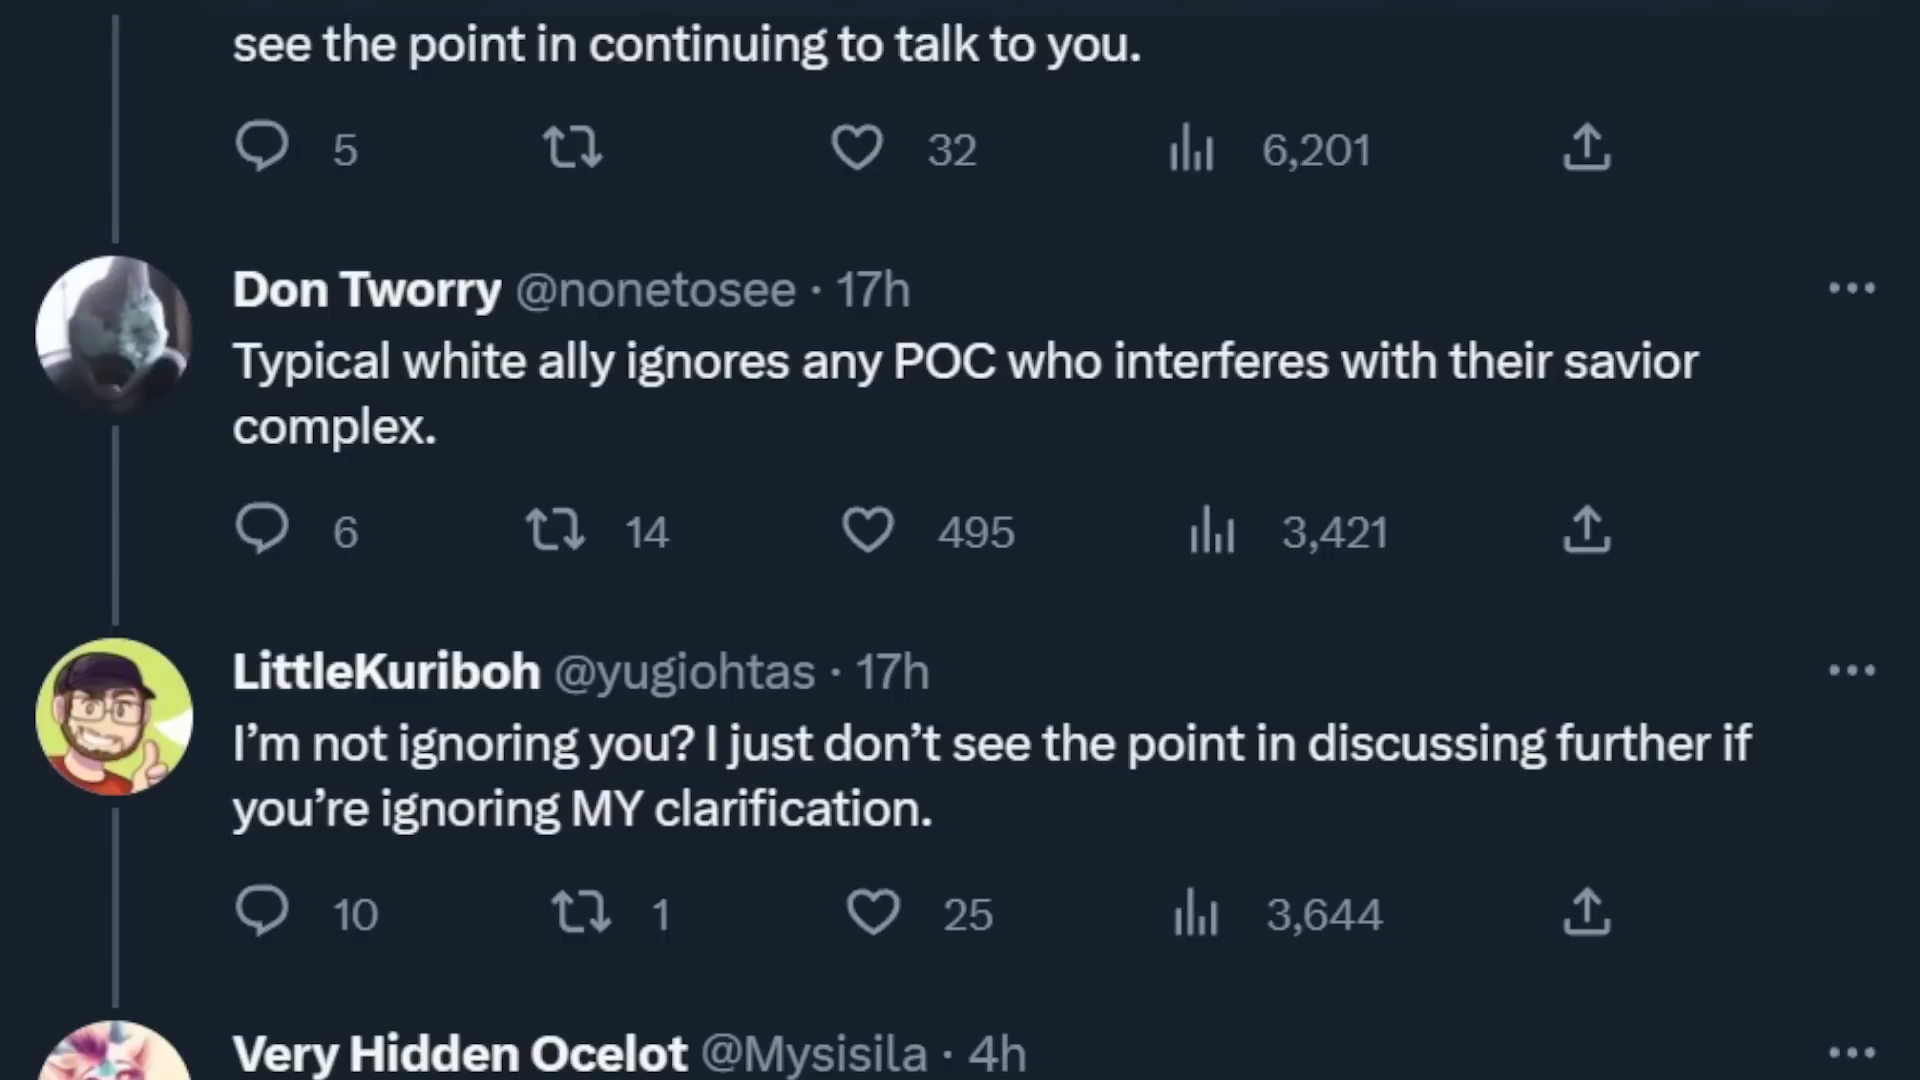 see the point in continuing to talk to you.
5 32 6,201
Don Tworry @nonetosee · 17h
Typical white ally ignores any POC who interferes with their savior
complex.
6 14 495 3,421
LittleKuriboh @yugiohtas · 17h
I’m not ignoring you? I just don’t see the point in discussing further if
you’re ignoring MY clarification.
10 1 25 3,644
Very Hidden Ocelot @Mysisila · 4h